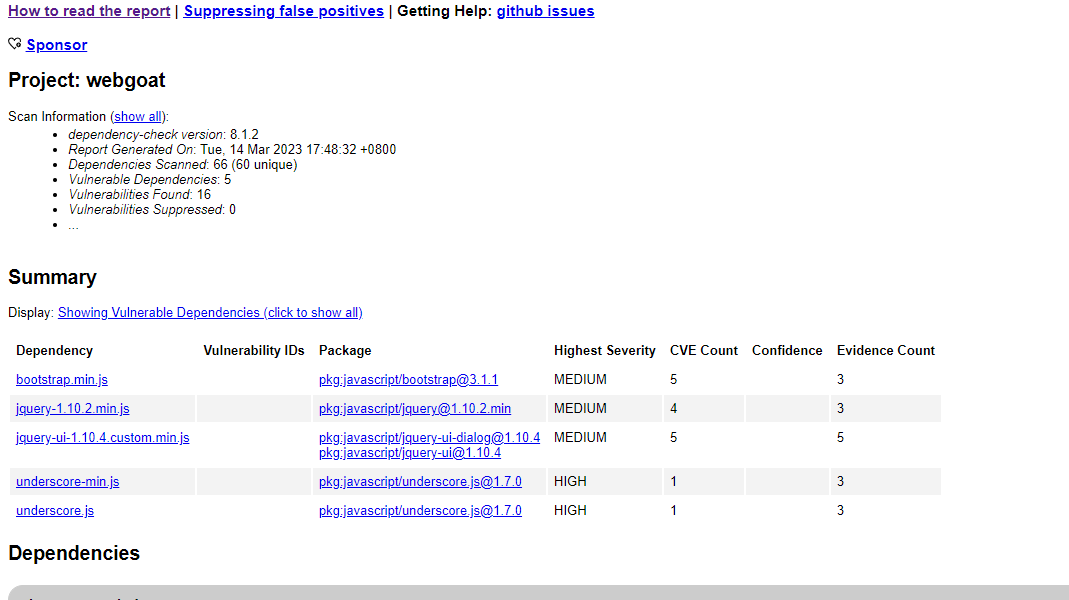 How to read the report | Suppressing false positives | Getting Help: github issues
Sponsor
Project: webgoat
Scan Information (show all):
• dependency-check version: 8.1.2
• Report Generated On: Tue, 14 Mar 2023 17:48:32 +0800
• Dependencies Scanned: 66 (60 unique)
• Vulnerable Dependencies: 5
• Vulnerabilities Found: 16
• Vulnerabilities Suppressed: 0
• ...
Summary
Display: Showing Vulnerable Dependencies (click to show all)
Dependency Vulnerability IDs Package Highest Severity CVE Count Confidence Evidence Count
bootstrap.min.js pkg:javascript/bootstrap@3.1.1 MEDIUM 5 3
jquery-1.10.2.min.js pkg:javascript/jquery@1.10.2.min MEDIUM 4 3
jquery-ui-1.10.4.custom.min.js pkg:javascript/jquery-ui-dialog@1.10.4 MEDIUM 5 5
pkg:javascript/jquery-ui@1.10.4
underscore-min.js pkg:javascript/underscore.js@1.7.0 HIGH 1 3
underscore.js pkg:javascript/underscore.js@1.7.0 HIGH 1 3
Dependencies